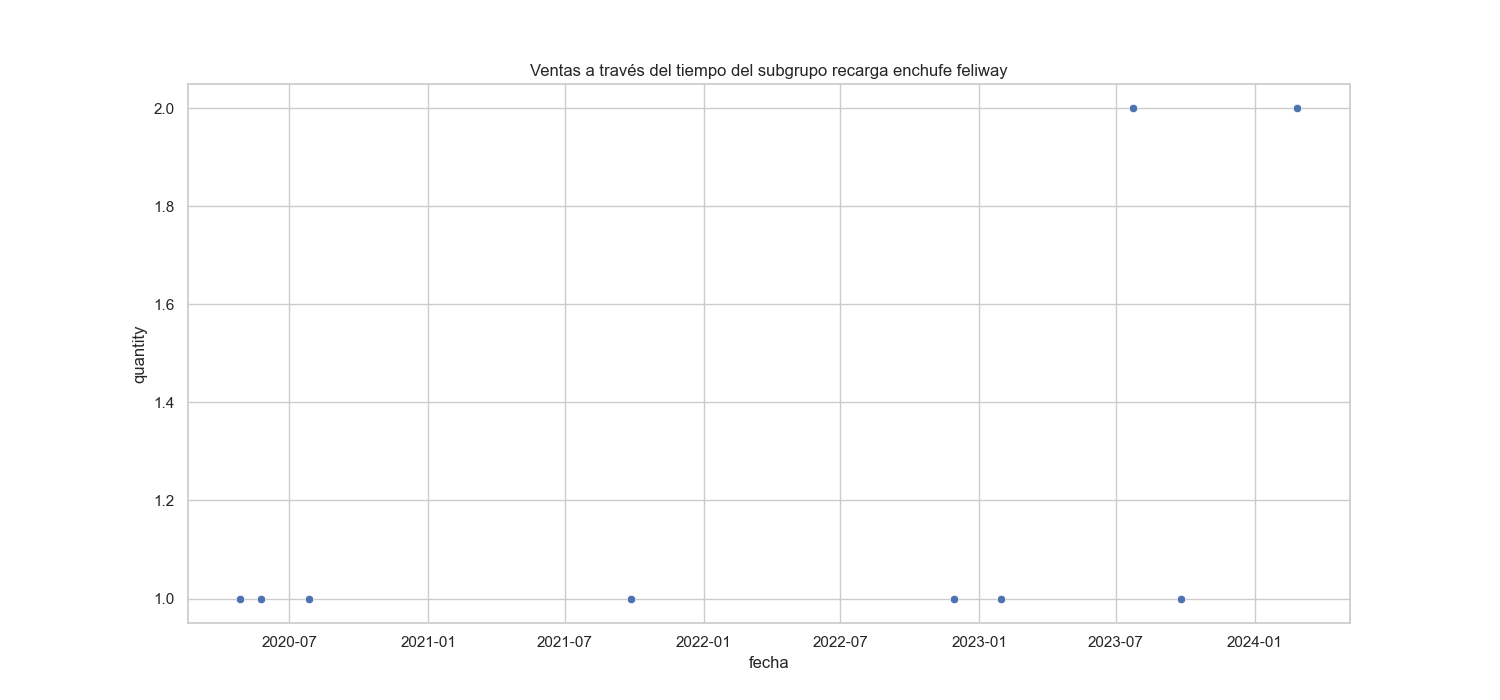 Ventas a través del tiempo del subgrupo recarga enchufe feliway
2.0
1.8
1.6
1.4
1.2
1.0
quantity
2020-07 2021-01 2021-07 2022-01 2022-07 2023-01 2023-07 2024-01
fecha